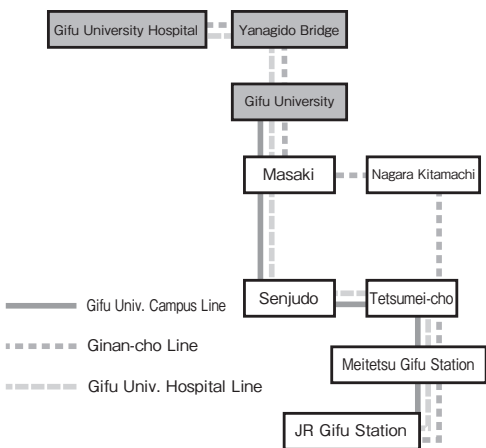 Gifu University Hospital
Yanagido Bridge
Gifu University
Masaki
Nagara Kitamachi
Senjudo
Tetsumei-cho
Gifu Univ. Campus Line
Ginan-cho Line
Meitetsu Gifu Station
Gifu Univ. Hospital Line
JR Gifu Station